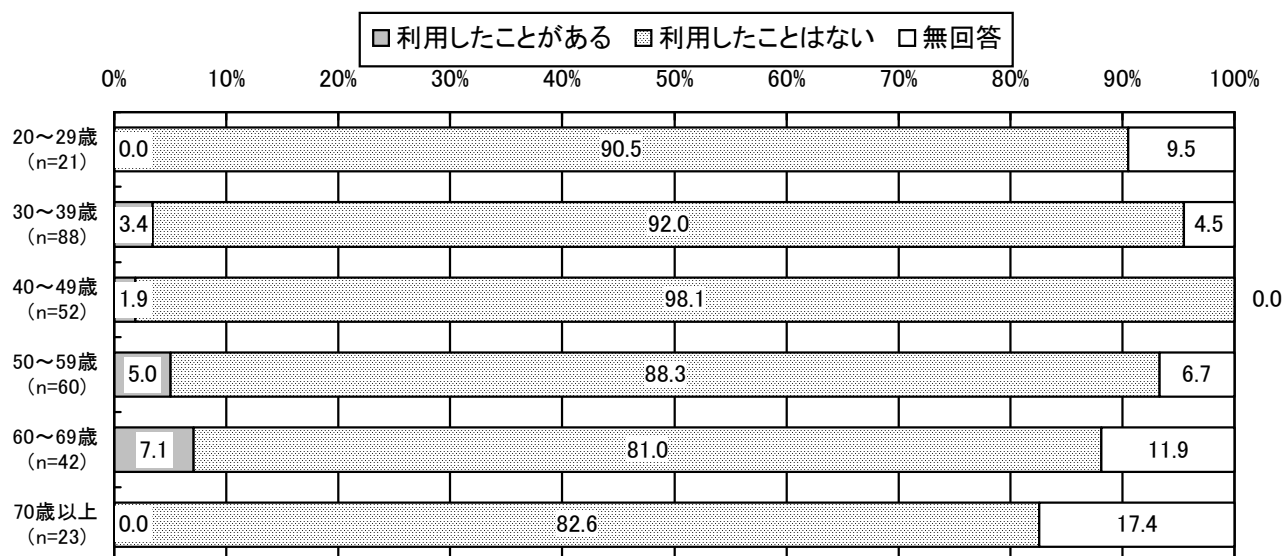 利用したことがある 利用したことはない 無回答
0% 10% 20% 30% 40% 50% 60% 70% 80% 90% 100%
20～29歳
（n=21）
0.0 90.5 9.5
30～39歳
（n=88）
3.4 92.0 4.5
40～49歳
（n=52）
1.9 98.1 0.0
50～59歳
（n=60）
5.0 88.3 6.7
60～69歳
（n=42）
7.1 81.0 11.9
70歳以上
（n=23）
0.0 82.6 17.4